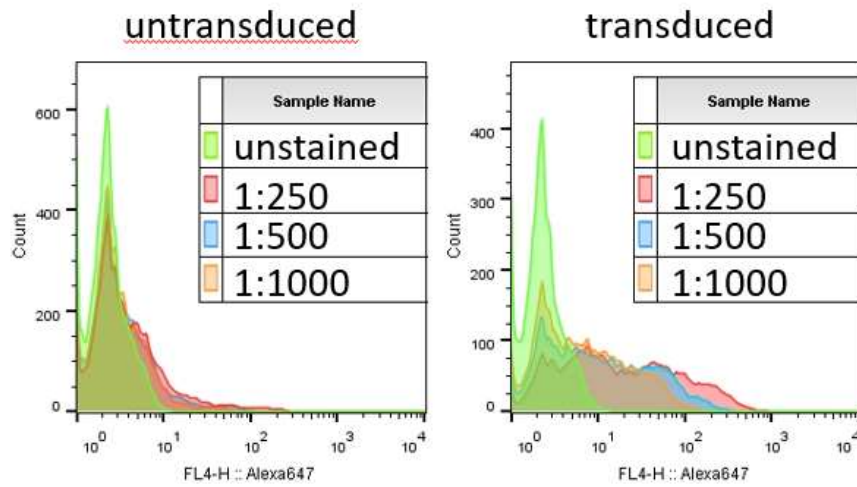 untransduced
transduced
Sample Name
unstained
1:250
1:500
1:1000
600
400
200
0
Count
10^0
10^1
10^2
10^3
10^4
FL4-H :: Alexa647
Sample Name
unstained
1:250
1:500
1:1000
400
300
200
100
0
Count
10^0
10^1
10^2
10^3
10^4
FL4-H :: Alexa647